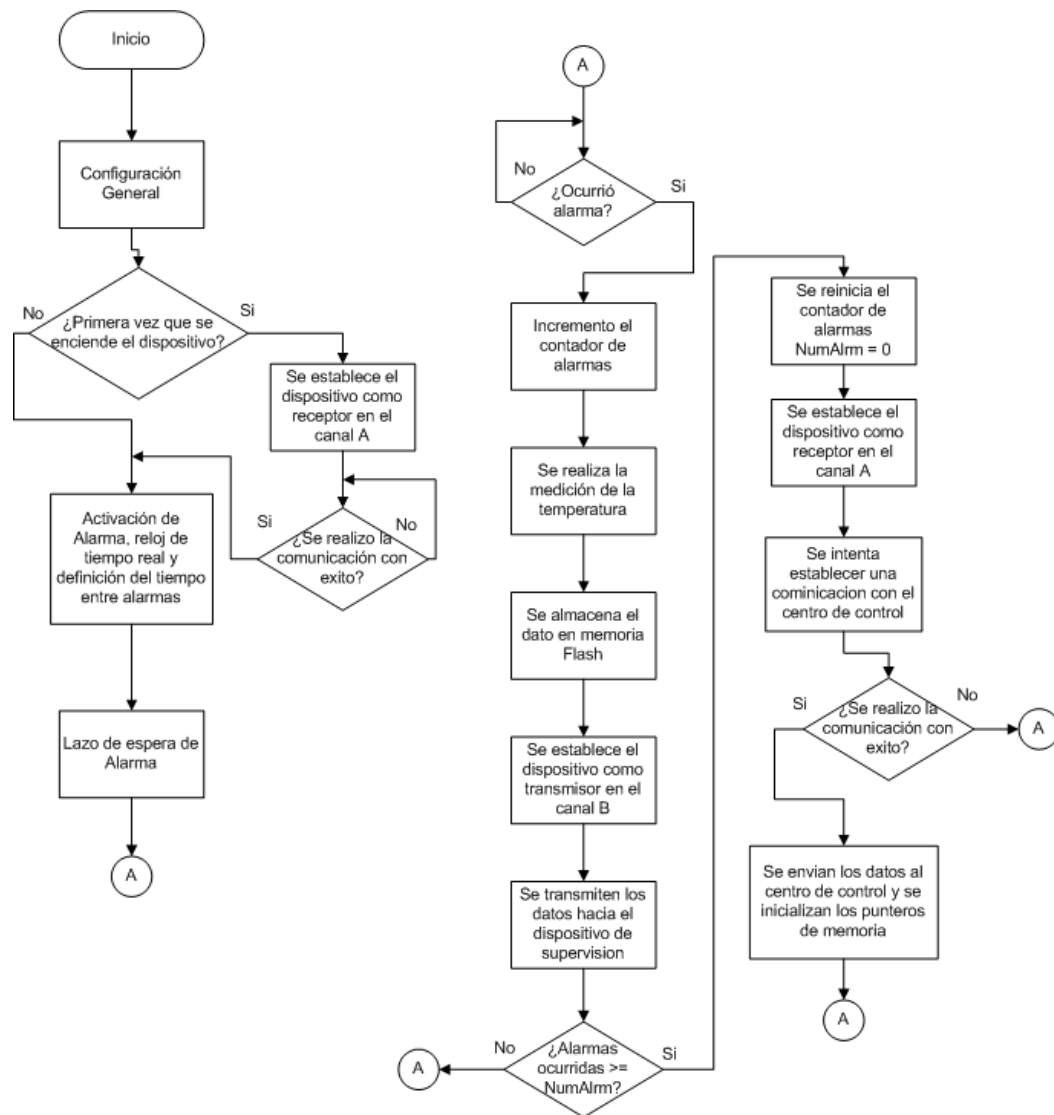 Inicio
Configuración
General
¿Primera vez que se
enciende el dispositivo?
No
Si
Se establece el
dispositivo como
receptor en el
canal A
¿Se realizo la
comunicación con
exito?
Si
No
Activación de
Alarma, reloj de
tiempo real y
definición del tiempo
entre alarmas
Lazo de espera de
Alarma
A
A
¿Ocurrió
alarma?
No
Si
Incremento el
contador de
alarmas
Se realiza la
medición de la
temperatura
Se almacena el
dato en memoria
Flash
Se establece el
dispositivo como
transmisor en el
canal B
Se transmiten los
datos hacia el
dispositivo de
supervision
¿Alarmas
ocurridas >=
NumAlrm?
No
Si
A
Se reinicia el
contador de
alarmas
NumAlrm = 0
Se establece el
dispositivo como
receptor en el
canal A
Se intenta
establecer una
cominicacion con el
centro de control
¿Se realizo la
comunicación con
exito?
Si
No
A
Se envian los datos al
centro de control y se
inicializan los punteros
de memoria
A